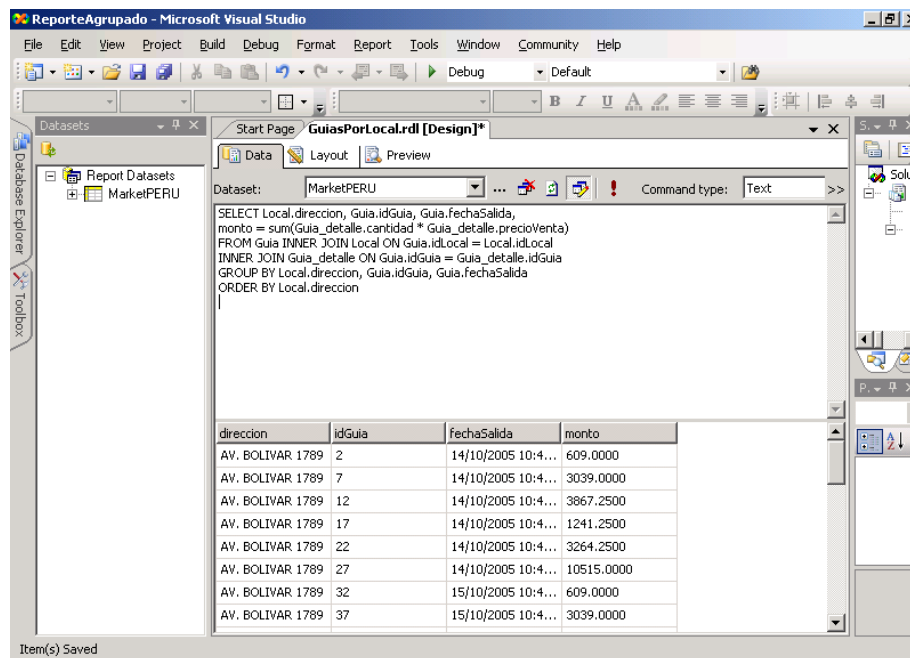 ReporteAgrupado - Microsoft Visual Studio
File Edit View Project Build Debug Format Report Tools Window Community Help
Debug Default
B I U A
Datasets
Start Page GuiasPorLocal.rdl [Design]*
S..
Data Layout Preview
Database Explorer
Toolbox
Report Datasets
MarketPERU
Dataset: MarketPERU ... ! Command type: Text >>
Solu
SELECT Local.direccion, Guia.idGuia, Guia.fechaSalida,
monto = sum(Guia_detalle.cantidad * Guia_detalle.precioVenta)
FROM Guia INNER JOIN Local ON Guia.idLocal = Local.idLocal
INNER JOIN Guia_detalle ON Guia.idGuia = Guia_detalle.idGuia
GROUP BY Local.direccion, Guia.idGuia, Guia.fechaSalida
ORDER BY Local.direccion
P..
direccion idGuia fechaSalida monto
AV. BOLIVAR 1789 2 14/10/2005 10:4... 609.0000
AV. BOLIVAR 1789 7 14/10/2005 10:4... 3039.0000
AV. BOLIVAR 1789 12 14/10/2005 10:4... 3867.2500
AV. BOLIVAR 1789 17 14/10/2005 10:4... 1241.2500
AV. BOLIVAR 1789 22 14/10/2005 10:4... 3264.2500
AV. BOLIVAR 1789 27 14/10/2005 10:4... 10515.0000
AV. BOLIVAR 1789 32 15/10/2005 10:4... 609.0000
AV. BOLIVAR 1789 37 15/10/2005 10:4... 3039.0000
Item(s) Saved